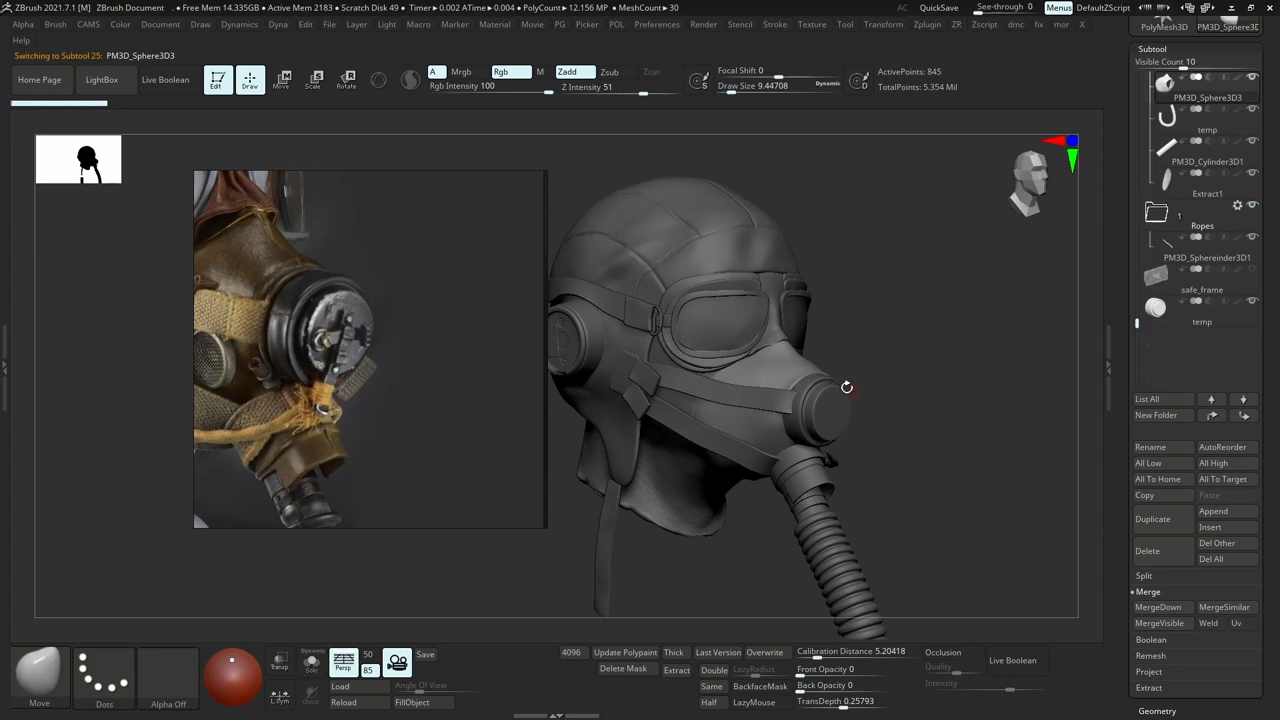 ZBrush 2021.7.1 [M]
ZBrush Document
. • Free Mem 14.335GB • Active Mem 2183 • Scratch Disk 49 • Timer▸0.002 ATime▸0.004 • PolyCount▸12.156 MP • MeshCount▸30
AC
QuickSave
See-through 0
Menus
DefaultZScript
Alpha
Brush
CAMS
Color
Document
Draw
Dynamics
Dyna
Edit
File
Layer
Light
Macro
Marker
Material
Movie
PG
Picker
POL
Preferences
Render
Stencil
Stroke
Texture
Tool
Transform
Zplugin
ZR
Zscript
dmc
fix
mor
X
Help
Switching to Subtool 25: PM3D_Sphere3D3
Home Page
LightBox
Live Boolean
Edit
Draw
Move
Scale
Rotate
A
Mrgb
Rgb
M
Zadd
Zsub
Zcut
Rgb Intensity 100
Z Intensity 51
S
Focal Shift 0
Draw Size 9.44708
Dynamic
D
ActivePoints: 845
TotalPoints: 5.354 Mil
PolyMesh3D
Subtool
Visible Count 10
PM3D_Sphere3D3
temp
PM3D_Cylinder3D1
Extract1
1
Ropes
PM3D_Sphereinder3D1
safe_frame
temp
List All
New Folder
Rename
AutoReorder
All Low
All High
All To Home
All To Target
Copy
Paste
Duplicate
Append
Insert
Delete
Del Other
Del All
Split
Merge
MergeDown
MergeSimilar
MergeVisible
Weld
Uv
Boolean
Remesh
Project
Extract
Geometry
Move
Dots
Alpha Off
Transp
Dynamic
Solo
L.Sym
Ghost
Persp
50
85
Save
Load
Angle Of View
Reload
FillObject
4096
Update Polypaint
Thick
Last Version
Overwrite
Delete Mask
Extract
Double
LazyRadius
Same
BackfaceMask
Half
LazyMouse
Calibration Distance 5.20418
Front Opacity 0
Back Opacity 0
TransDepth 0.25793
Occlusion
Quality
Intensity
Live Boolean